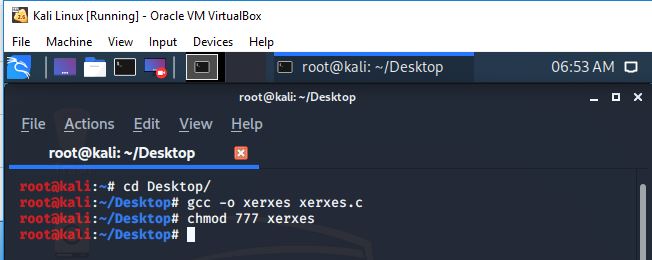 Kali Linux [Running] - Oracle VM VirtualBox
File Machine View Input Devices Help
root@kali: ~/Desktop 06:53 AM
root@kali: ~/Desktop
File Actions Edit View Help
root@kali: ~/Desktop
root@kali:~# cd Desktop/
root@kali:~/Desktop# gcc -o xerxes xerxes.c
root@kali:~/Desktop# chmod 777 xerxes
root@kali:~/Desktop#